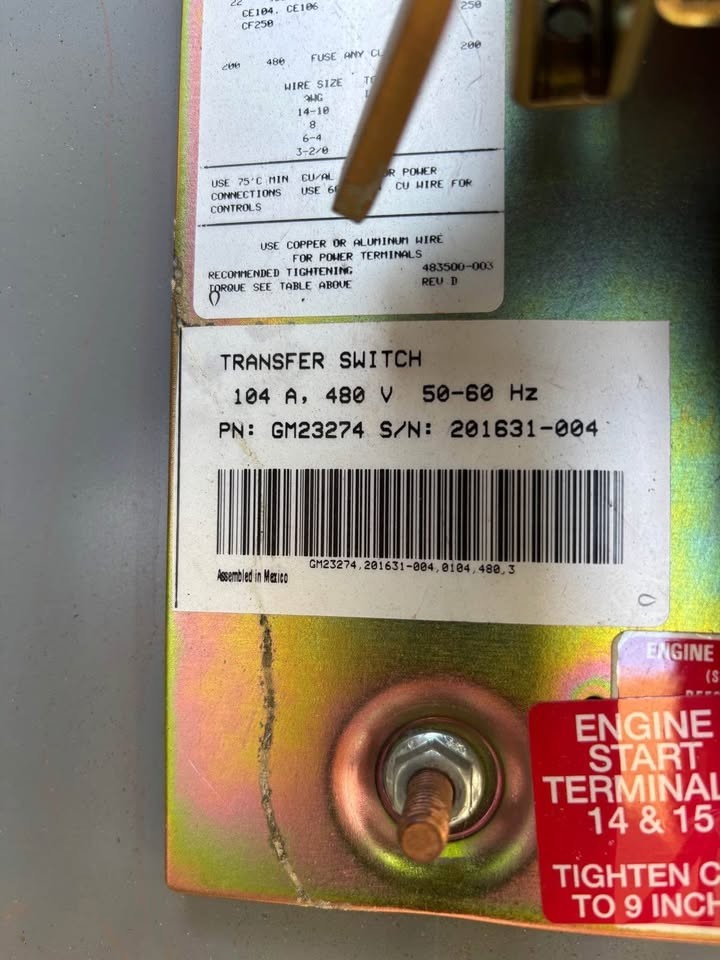 22
250
CE104, CE106
CF250
200
200 480 FUSE ANY
WIRE SIZE
AWG
14-10
8
6-4
3-2/0
USE 75°C MIN CU/AL POWER
CONNECTIONS USE CU WIRE FOR
CONTROLS
USE COPPER OR ALUMINUM WIRE
FOR POWER TERMINALS
RECOMMENDED TIGHTENING 483500-003
TORQUE SEE TABLE ABOVE REV D
TRANSFER SWITCH
104 A, 480 V 50-60 Hz
PN: GM23274 S/N: 201631-004
GM23274,201631-004,0104,480,3
Assembled in Mexico
ENGINE
ENGINE
START
TERMINAL
14 & 15
TIGHTEN
TO 9 INCH